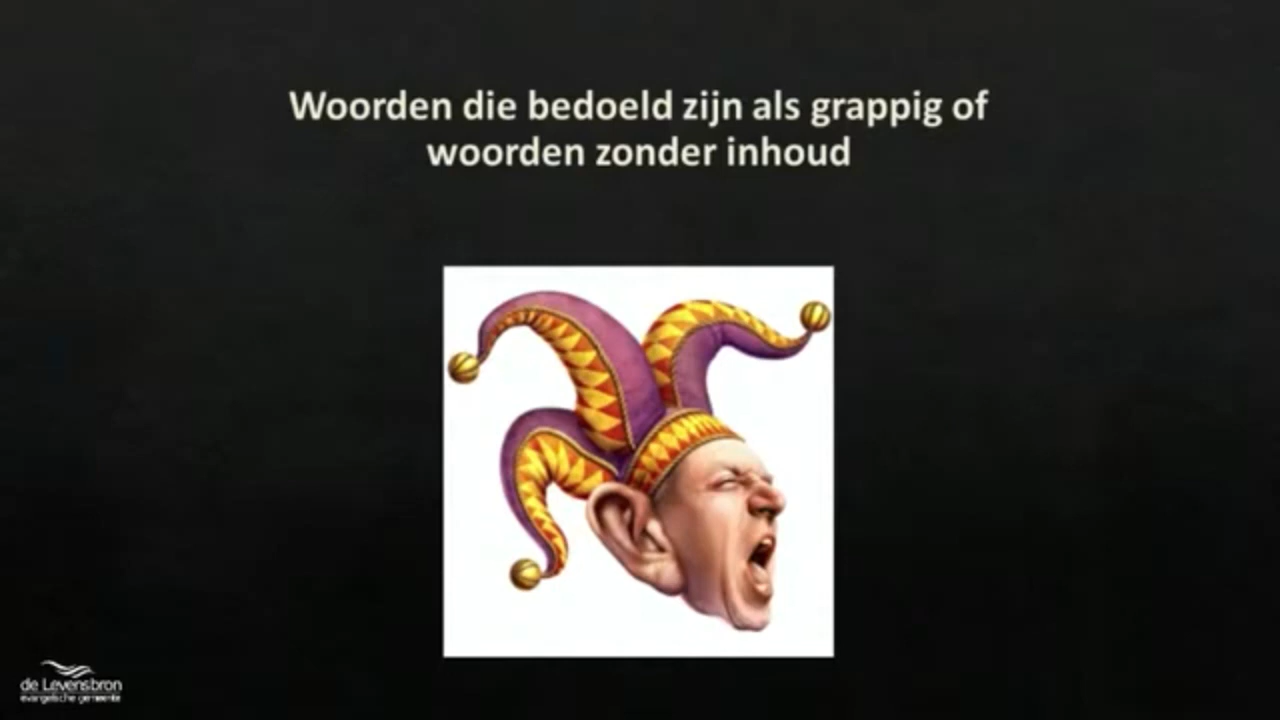 Woorden die bedoeld zijn als grappig of
woorden zonder inhoud
de Levensbron
evangelische gemeente